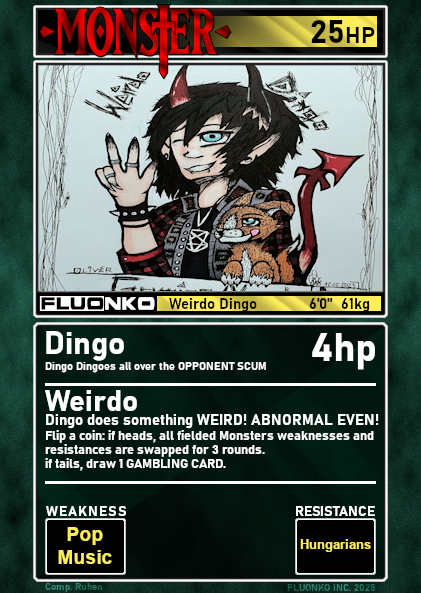 MONSTER
25HP
Weirdo Dingo
OLIVER
FLUONKO
Weirdo Dingo 6'0" 61kg
Dingo 4hp
Dingo Dingoes all over the OPPONENT SCUM
Weirdo
Dingo does something WEIRD! ABNORMAL EVEN!
Flip a coin: if heads, all fielded Monsters weaknesses and
resistances are swapped for 3 rounds.
if tails, draw 1 GAMBLING CARD.
WEAKNESS RESISTANCE
Pop
Music
Hungarians
Comp. Ruben FLUONKO INC. 2025